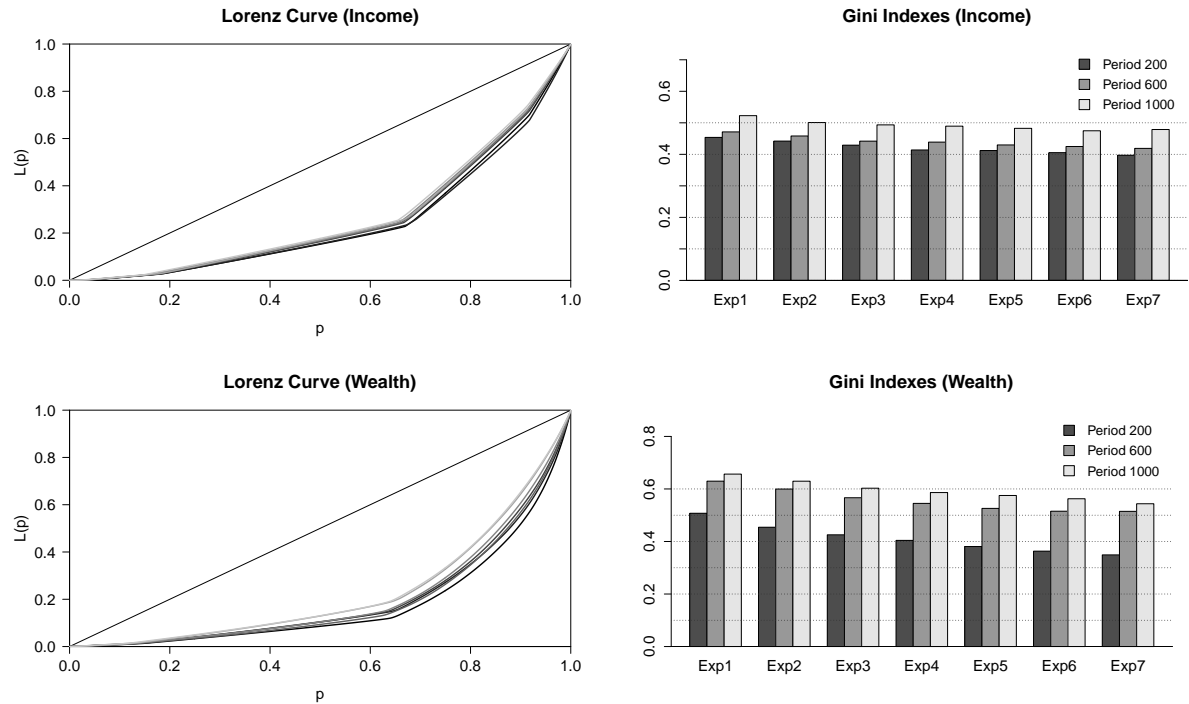 Lorenz Curve (Income)
1.0
0.8
0.6
0.4
0.2
0.0
L(p)
0.0 0.2 0.4 0.6 0.8 1.0
p
Gini Indexes (Income)
0.6
0.4
0.2
0.0
Period 200
Period 600
Period 1000
Exp1 Exp2 Exp3 Exp4 Exp5 Exp6 Exp7
Lorenz Curve (Wealth)
1.0
0.8
0.6
0.4
0.2
0.0
L(p)
0.0 0.2 0.4 0.6 0.8 1.0
p
Gini Indexes (Wealth)
0.8
0.6
0.4
0.2
0.0
Period 200
Period 600
Period 1000
Exp1 Exp2 Exp3 Exp4 Exp5 Exp6 Exp7